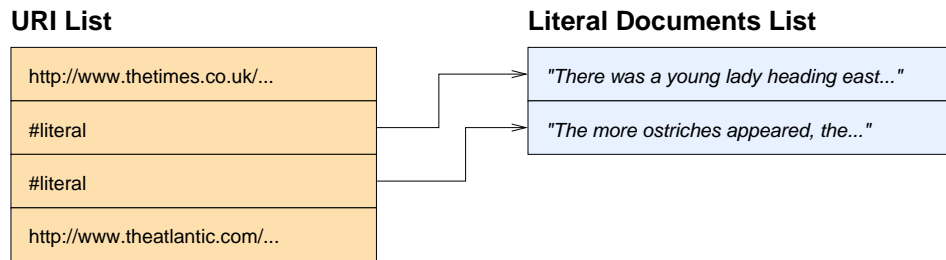 URI List
http://www.thetimes.co.uk/...
#literal
#literal
http://www.theatlantic.com/...
Literal Documents List
"There was a young lady heading east..."
"The more ostriches appeared, the..."